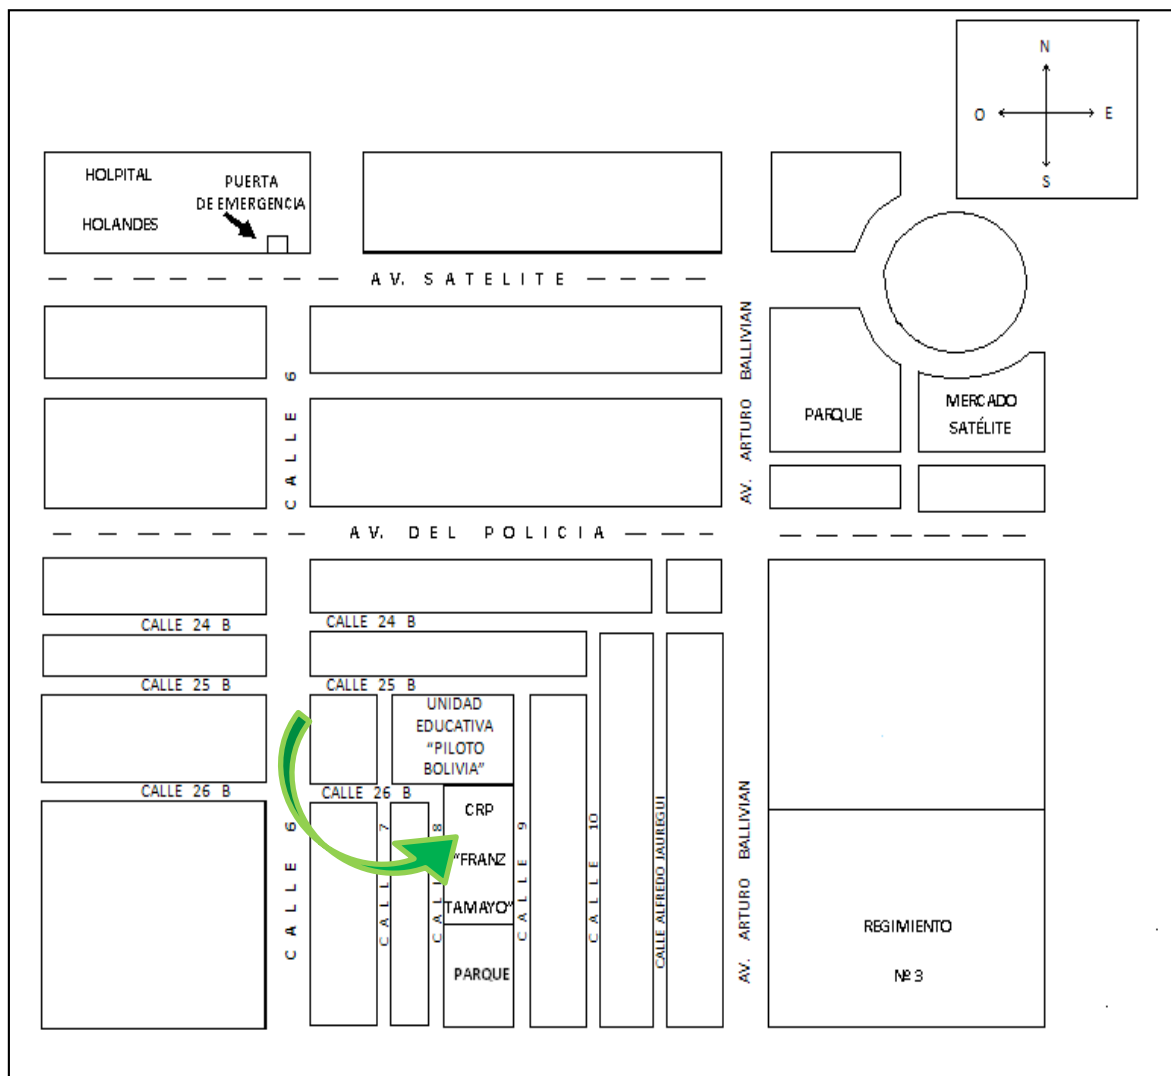 N
O E
S
HOLPITAL
HOLANDES
PUERTA
DE EMERGENCIA
AV. SATELITE
CALLE 6
AV. ARTURO BALLIVIAN
PARQUE
MERCADO
SATÉLITE
AV. DEL POLICIA
CALLE 24 B
CALLE 24 B
CALLE 25 B
CALLE 25 B
UNIDAD
EDUCATIVA
“PILOTO
BOLIVIA”
CALLE 26 B
CALLE 26 B
CALLE 6
CALLE 7
CALL 8
CRP
“FRANZ
TAMAYO”
PARQUE
CALLE 9
CALLE 10
CALLE ALFREDO JAUREGUI
AV. ARTURO BALLIVIAN
REGIMIENTO
Nº 3